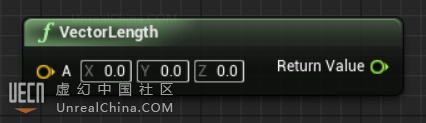 f VectorLength
A X 0.0 Y 0.0 Z 0.0 Return Value
UECN 虚幻中国社区
UnrealChina.COM